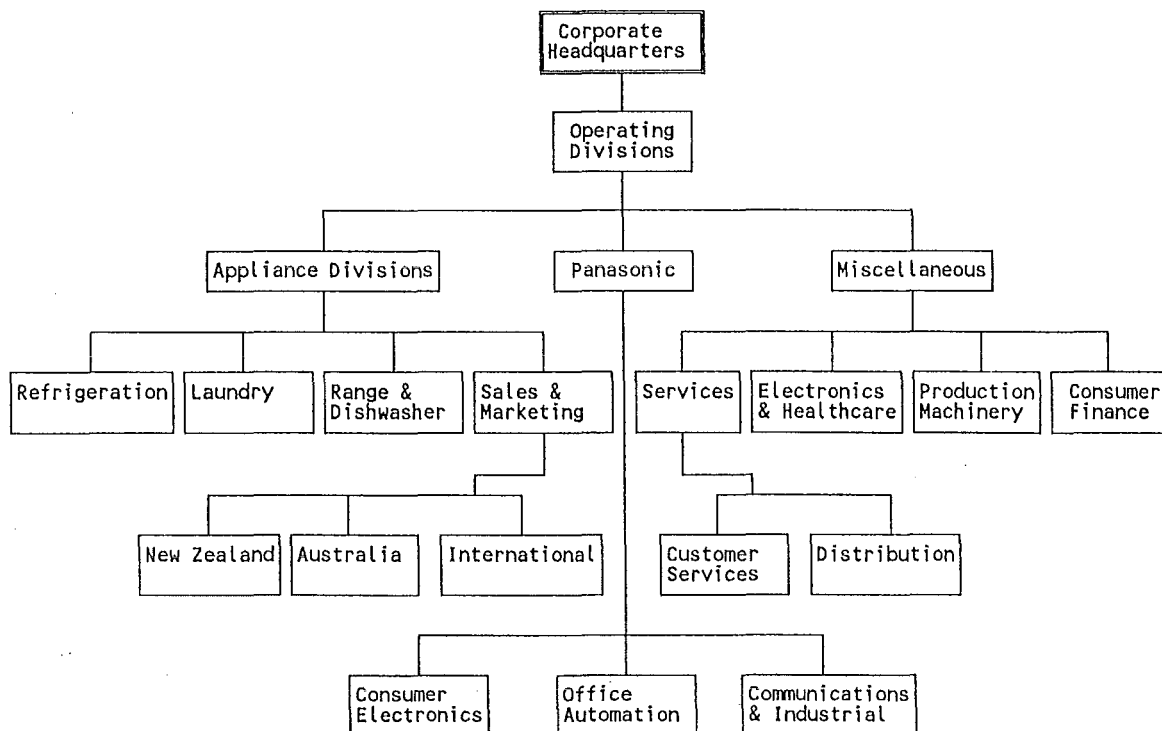 Corporate
Headquarters
Operating
Divisions
Appliance Divisions
Panasonic
Miscellaneous
Refrigeration
Laundry
Range &
Dishwasher
Sales &
Marketing
Services
Electronics
& Healthcare
Production
Machinery
Consumer
Finance
New Zealand
Australia
International
Customer
Services
Distribution
Consumer
Electronics
Office
Automation
Communications
& Industrial